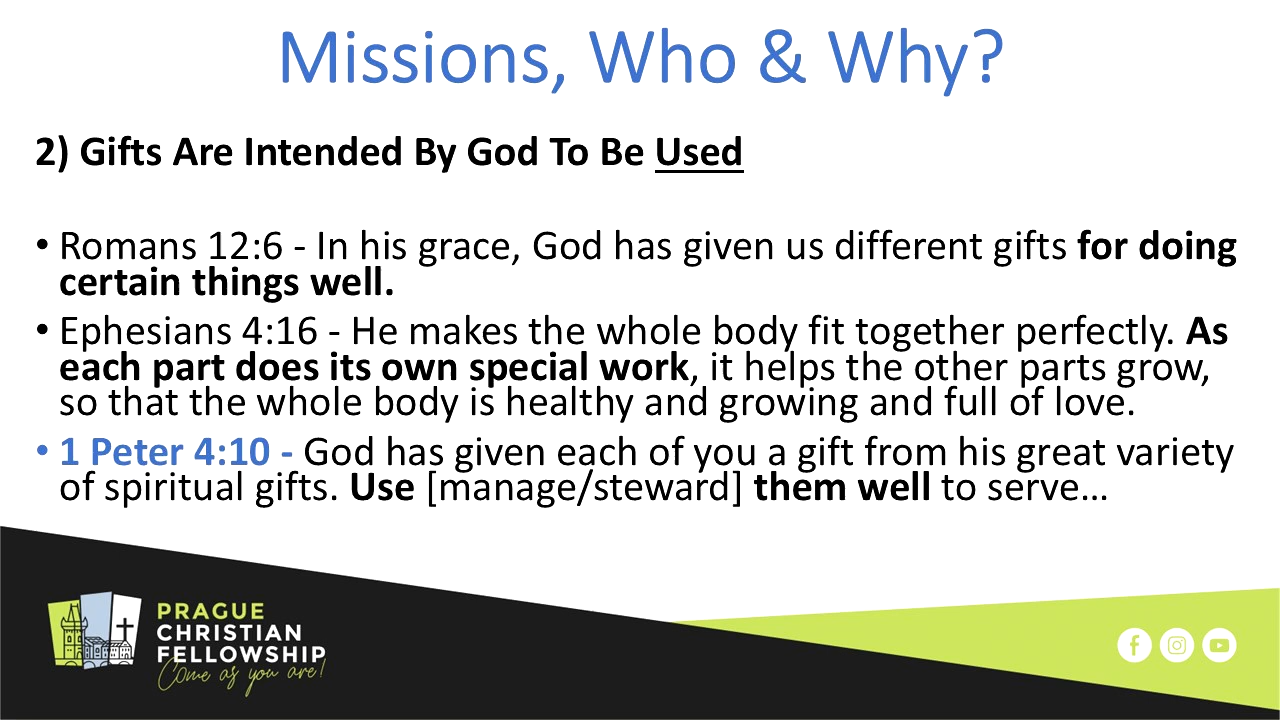 Missions, Who & Why?
2) Gifts Are Intended By God To Be Used
• Romans 12:6 - In his grace, God has given us different gifts for doing
certain things well.
• Ephesians 4:16 - He makes the whole body fit together perfectly. As
each part does its own special work, it helps the other parts grow,
so that the whole body is healthy and growing and full of love.
• 1 Peter 4:10 - God has given each of you a gift from his great variety
of spiritual gifts. Use [manage/steward] them well to serve…
PRAGUE
CHRISTIAN
FELLOWSHIP
Come as you are!